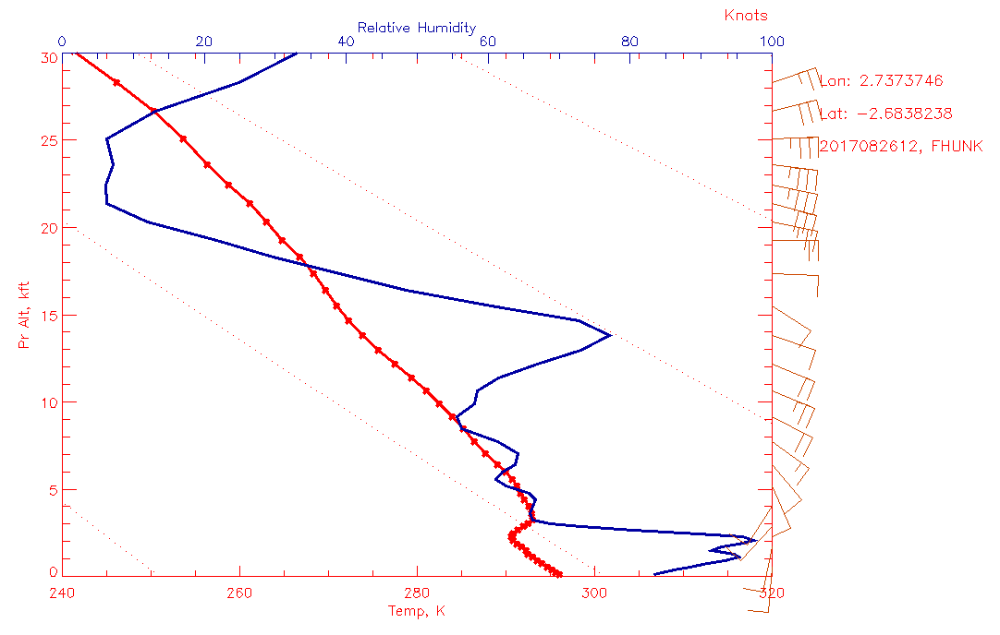 Knots
Relative Humidity
0 20 40 60 80 100
30
25
20
15
10
5
0
Pr Alt, kft
240 260 280 300 320
Temp, K
Lon: 2.7373746
Lat: -2.6838238
2017082612, FHUNK